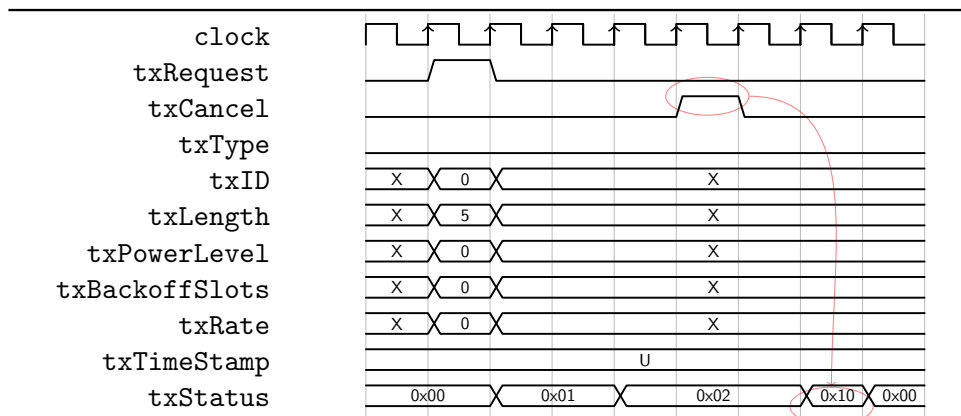 clock
txRequest
txCancel
txType
txID X 0 X
txLength X 5 X
txPowerLevel X 0 X
txBackoffSlots X 0 X
txRate X 0 X
txTimeStamp U
txStatus 0x00 0x01 0x02 0x10 0x00